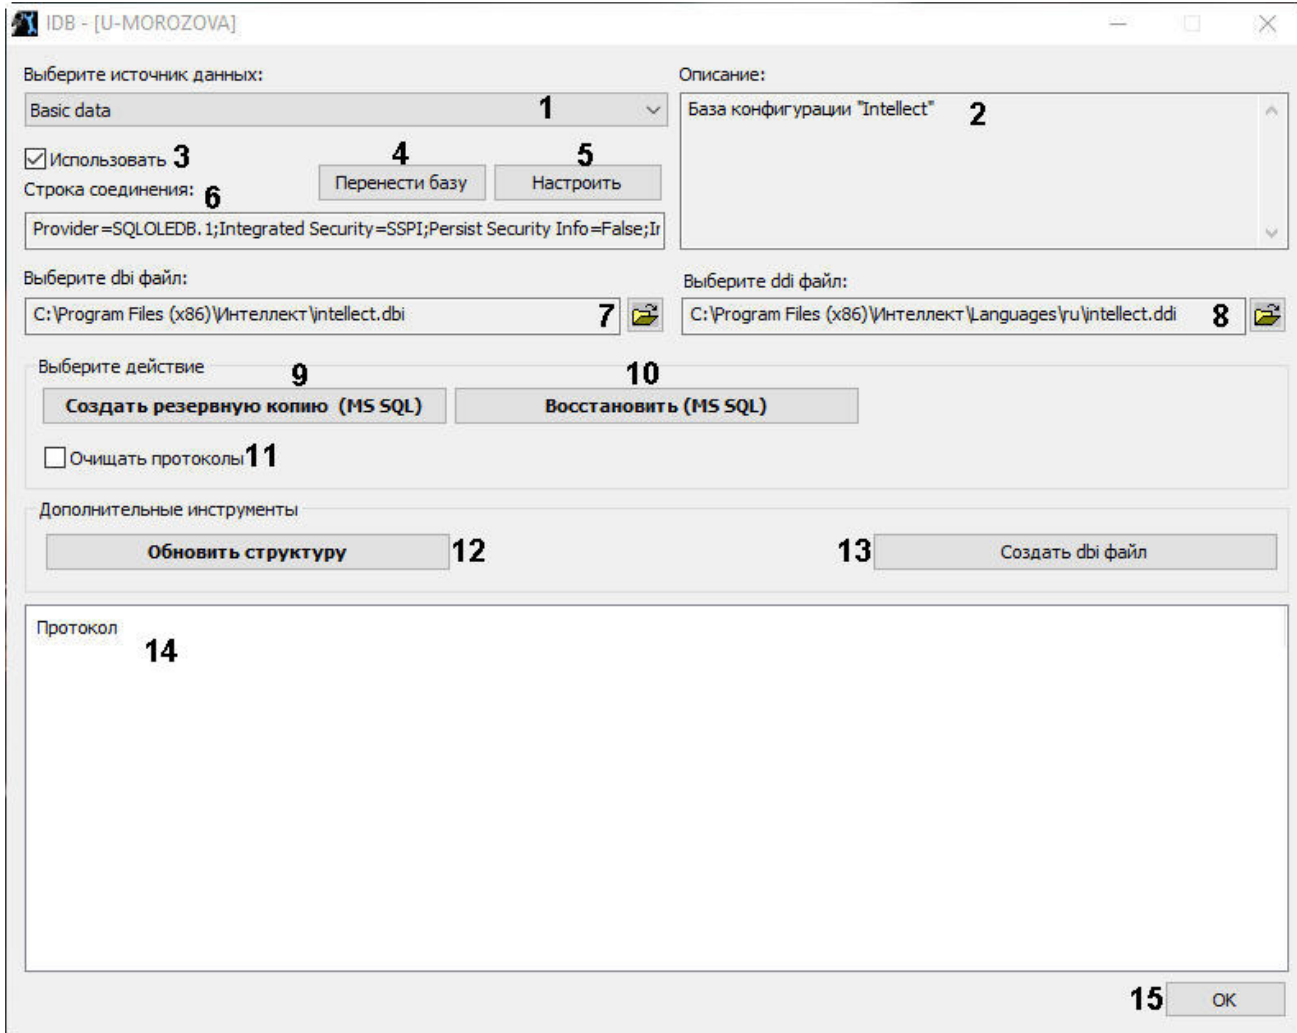 IDB - [U-MOROZOVA]
Выберите источник данных:
Описание:
Basic data 1
База конфигурации "Intellect" 2
Использовать 3
4 5
Перенести базу Настроить
Строка соединения: 6
Provider=SQLOLEDB.1;Integrated Security=SSPI;Persist Security Info=False;Ir
Выберите dbi файл:
Выберите ddi файл:
C:\Program Files (x86)\Интеллект\intellect.dbi 7
C:\Program Files (x86)\Интеллект\Languages\ru\intellect.ddi 8
Выберите действие 9 10
Создать резервную копию (MS SQL) Восстановить (MS SQL)
Очищать протоколы 11
Дополнительные инструменты
Обновить структуру 12 13 Создать dbi файл
Протокол
14
15 OK